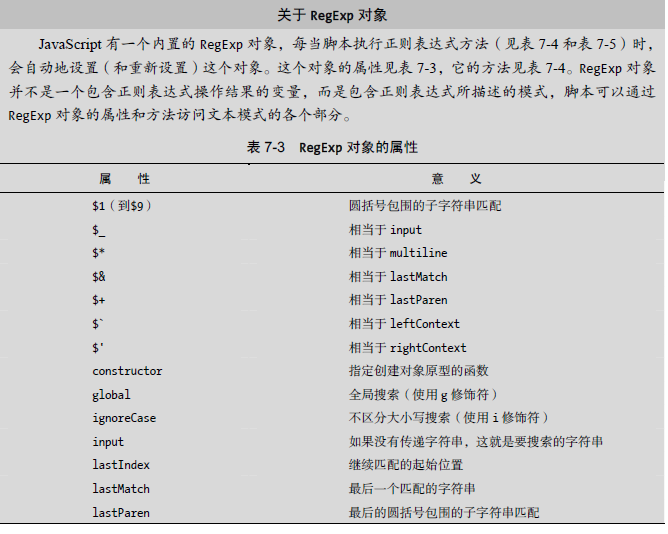 关于 RegExp 对象
JavaScript 有一个内置的 RegExp 对象，每当脚本执行正则表达式方法（见表 7-4 和表 7-5）时，
会自动地设置（和重新设置）这个对象。这个对象的属性见表 7-3，它的方法见表 7-4。RegExp 对象
并不是一个包含正则表达式操作结果的变量，而是包含正则表达式所描述的模式，脚本可以通过
RegExp 对象的属性和方法访问文本模式的各个部分。
表 7-3 RegExp 对象的属性
属 性 意 义
$1（到$9） 圆括号包围的子字符串匹配
$_ 相当于 input
$* 相当于 multiline
$& 相当于 lastMatch
$+ 相当于 lastParen
$` 相当于 leftContext
$' 相当于 rightContext
constructor 指定创建对象原型的函数
global 全局搜索（使用 g 修饰符）
ignoreCase 不区分大小写搜索（使用 i 修饰符）
input 如果没有传递字符串，这就是要搜索的字符串
lastIndex 继续匹配的起始位置
lastMatch 最后一个匹配的字符串
lastParen 最后的圆括号包围的子字符串匹配